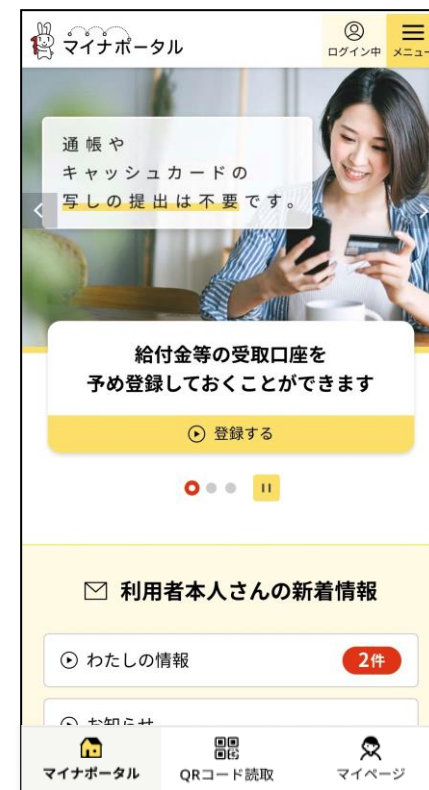 マイナポータル
ログイン中
メニュー
通帳や
キャッシュカードの
写しの提出は不要です。
給付金等の受取口座を
予め登録しておくことができます
登録する
利用者本人さんの新着情報
わたしの情報
2件
お知らせ
マイナポータル
QRコード読取
マイページ